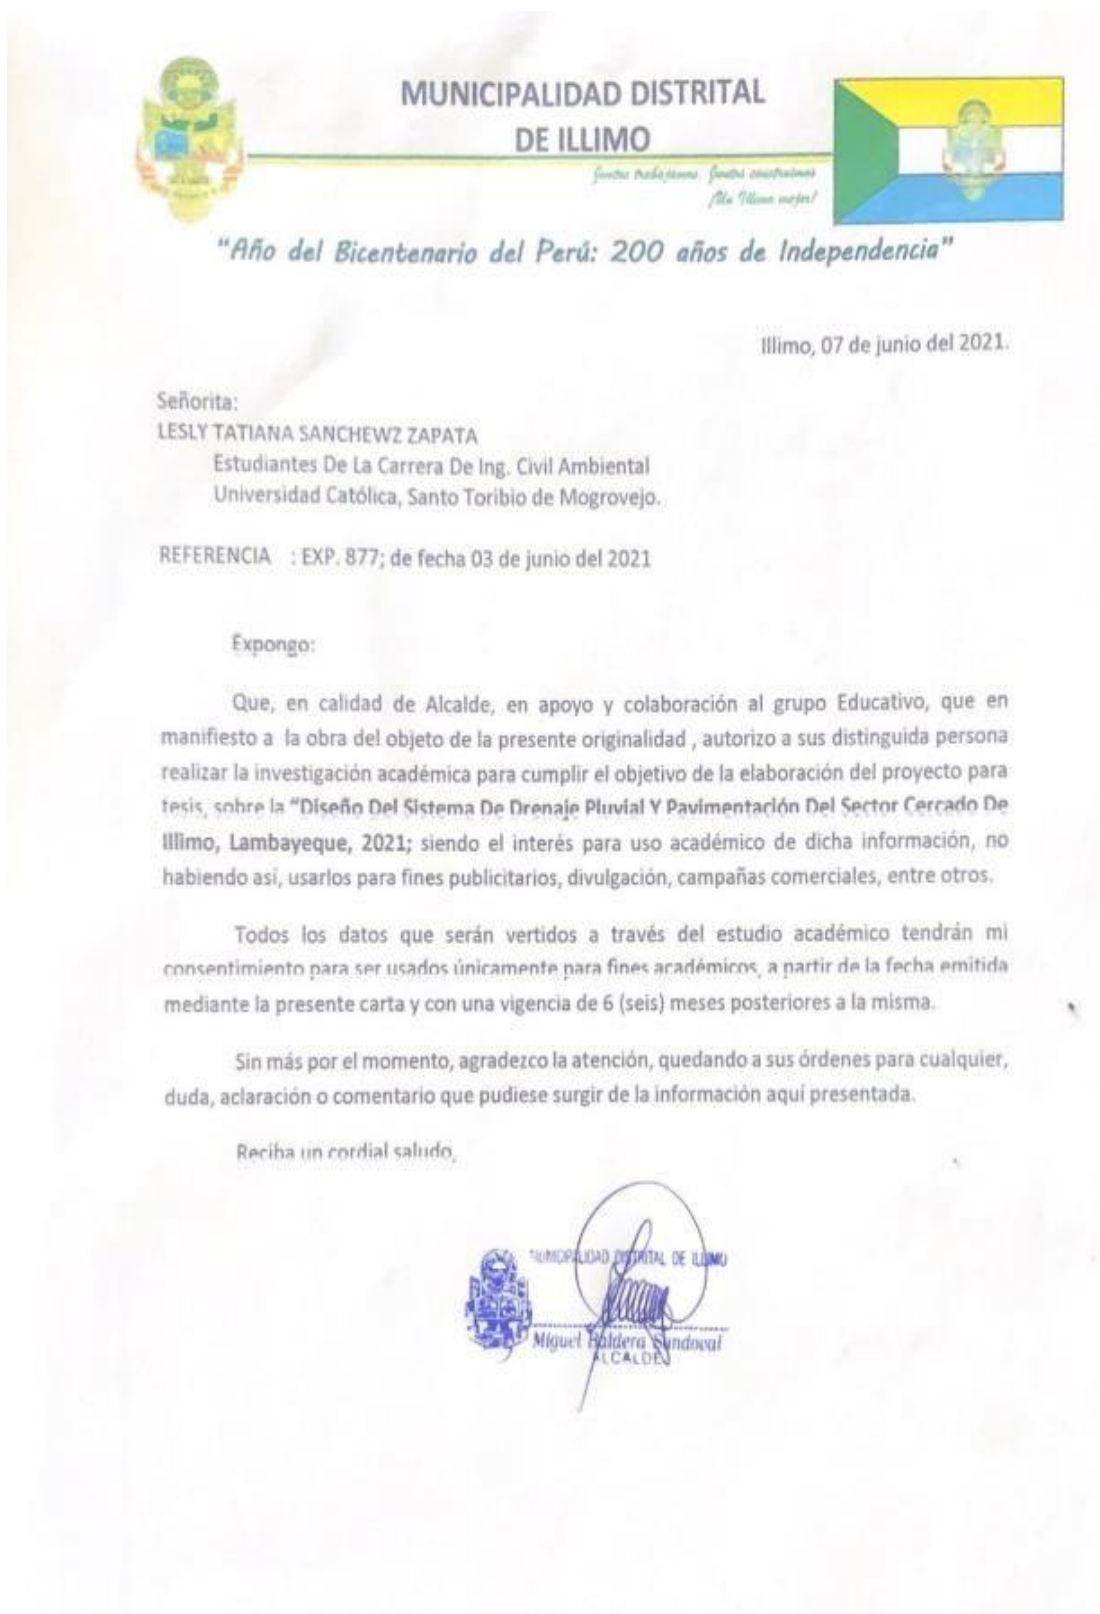 MUNICIPALIDAD DISTRITAL
DE ILLIMO
Juntos trabajamos, Juntos construimos
¡Un Illimo mejor!
"Año del Bicentenario del Perú: 200 años de Independencia"
Illimo, 07 de junio del 2021.
Señorita:
LESLY TATIANA SANCHEWZ ZAPATA
Estudiantes De La Carrera De Ing. Civil Ambiental
Universidad Católica, Santo Toribio de Mogrovejo.
REFERENCIA : EXP. 877; de fecha 03 de junio del 2021
Expongo:
Que, en calidad de Alcalde, en apoyo y colaboración al grupo Educativo, que en
manifiesto a la obra del objeto de la presente originalidad , autorizo a sus distinguida persona
realizar la investigación académica para cumplir el objetivo de la elaboración del proyecto para
tesis, sobre la "Diseño Del Sistema De Drenaje Pluvial Y Pavimentación Del Sector Cercado De
Illimo, Lambayeque, 2021; siendo el interés para uso académico de dicha información, no
habiendo así, usarlos para fines publicitarios, divulgación, campañas comerciales, entre otros.
Todos los datos que serán vertidos a través del estudio académico tendrán mi
consentimiento para ser usados únicamente para fines académicos, a partir de la fecha emitida
mediante la presente carta y con una vigencia de 6 (seis) meses posteriores a la misma.
Sin más por el momento, agradezco la atención, quedando a sus órdenes para cualquier,
duda, aclaración o comentario que pudiese surgir de la información aquí presentada.
Reciba un cordial saludo,
MUNICIPALIDAD DISTRITAL DE ILLIMO
Miguel Baldera Sandoval
ALCALDE